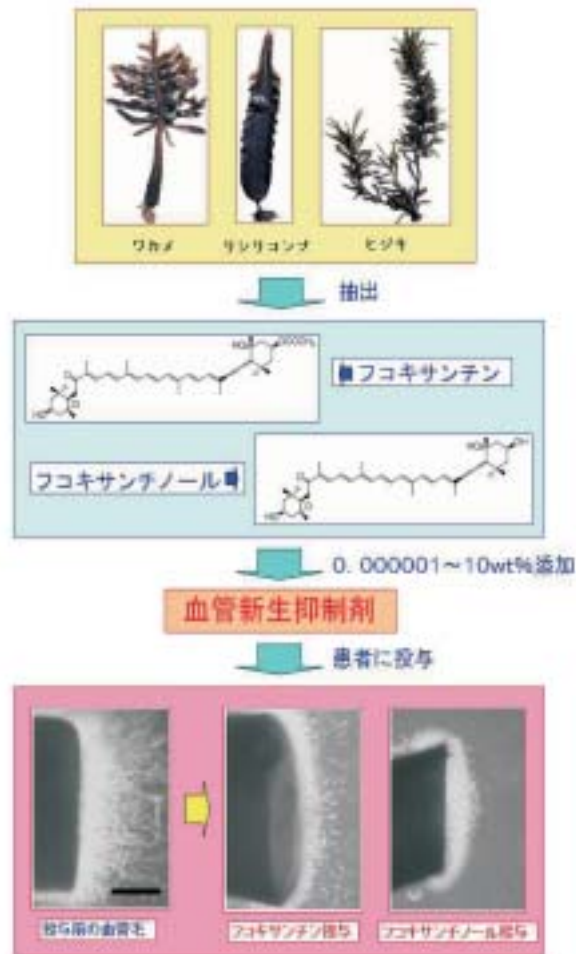 ワカメ
リシリコンブ
ヒジキ
抽出
フコキサンチン
フコキサンチノール
0. 000001〜10wt%添加
血管新生抑制剤
患者に投与
投与前の血管毛
フコキサンチン投与
フコキサンチノール投与